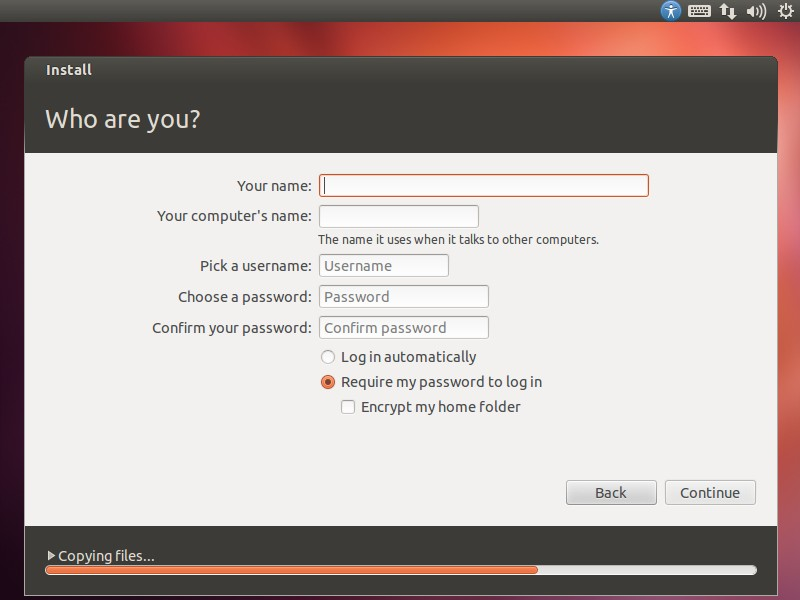 Install
Who are you?
Your name:
Your computer's name:
The name it uses when it talks to other computers.
Pick a username: Username
Choose a password: Password
Confirm your password: Confirm password
Log in automatically
Require my password to log in
Encrypt my home folder
Back Continue
Copying files...